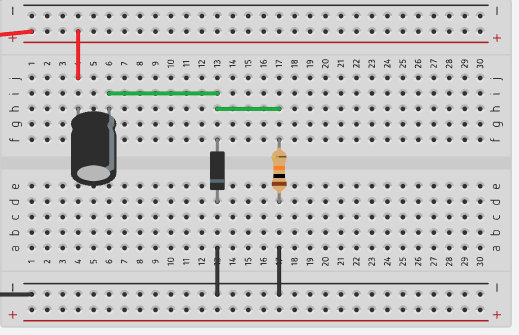 − −
+ +
1 2 3 4 5 6 7 8 9 10 11 12 13 14 15 16 17 18 19 20 21 22 23 24 25 26 27 28 29 30
j j
i i
h h
g g
f f
e e
d d
c c
b b
a a
1 2 3 4 5 6 7 8 9 10 11 12 13 14 15 16 17 18 19 20 21 22 23 24 25 26 27 28 29 30
− −
+ +